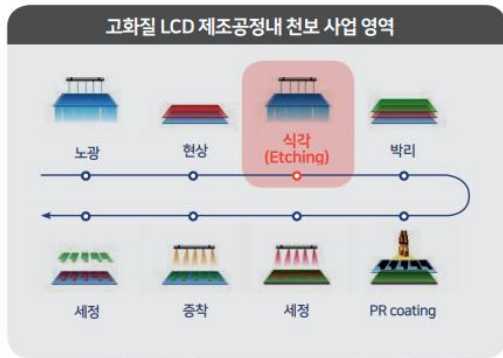 고화질 LCD 제조공정내 천보 사업 영역
노광
현상
식각
(Etching)
박리
세정
증착
세정
PR coating